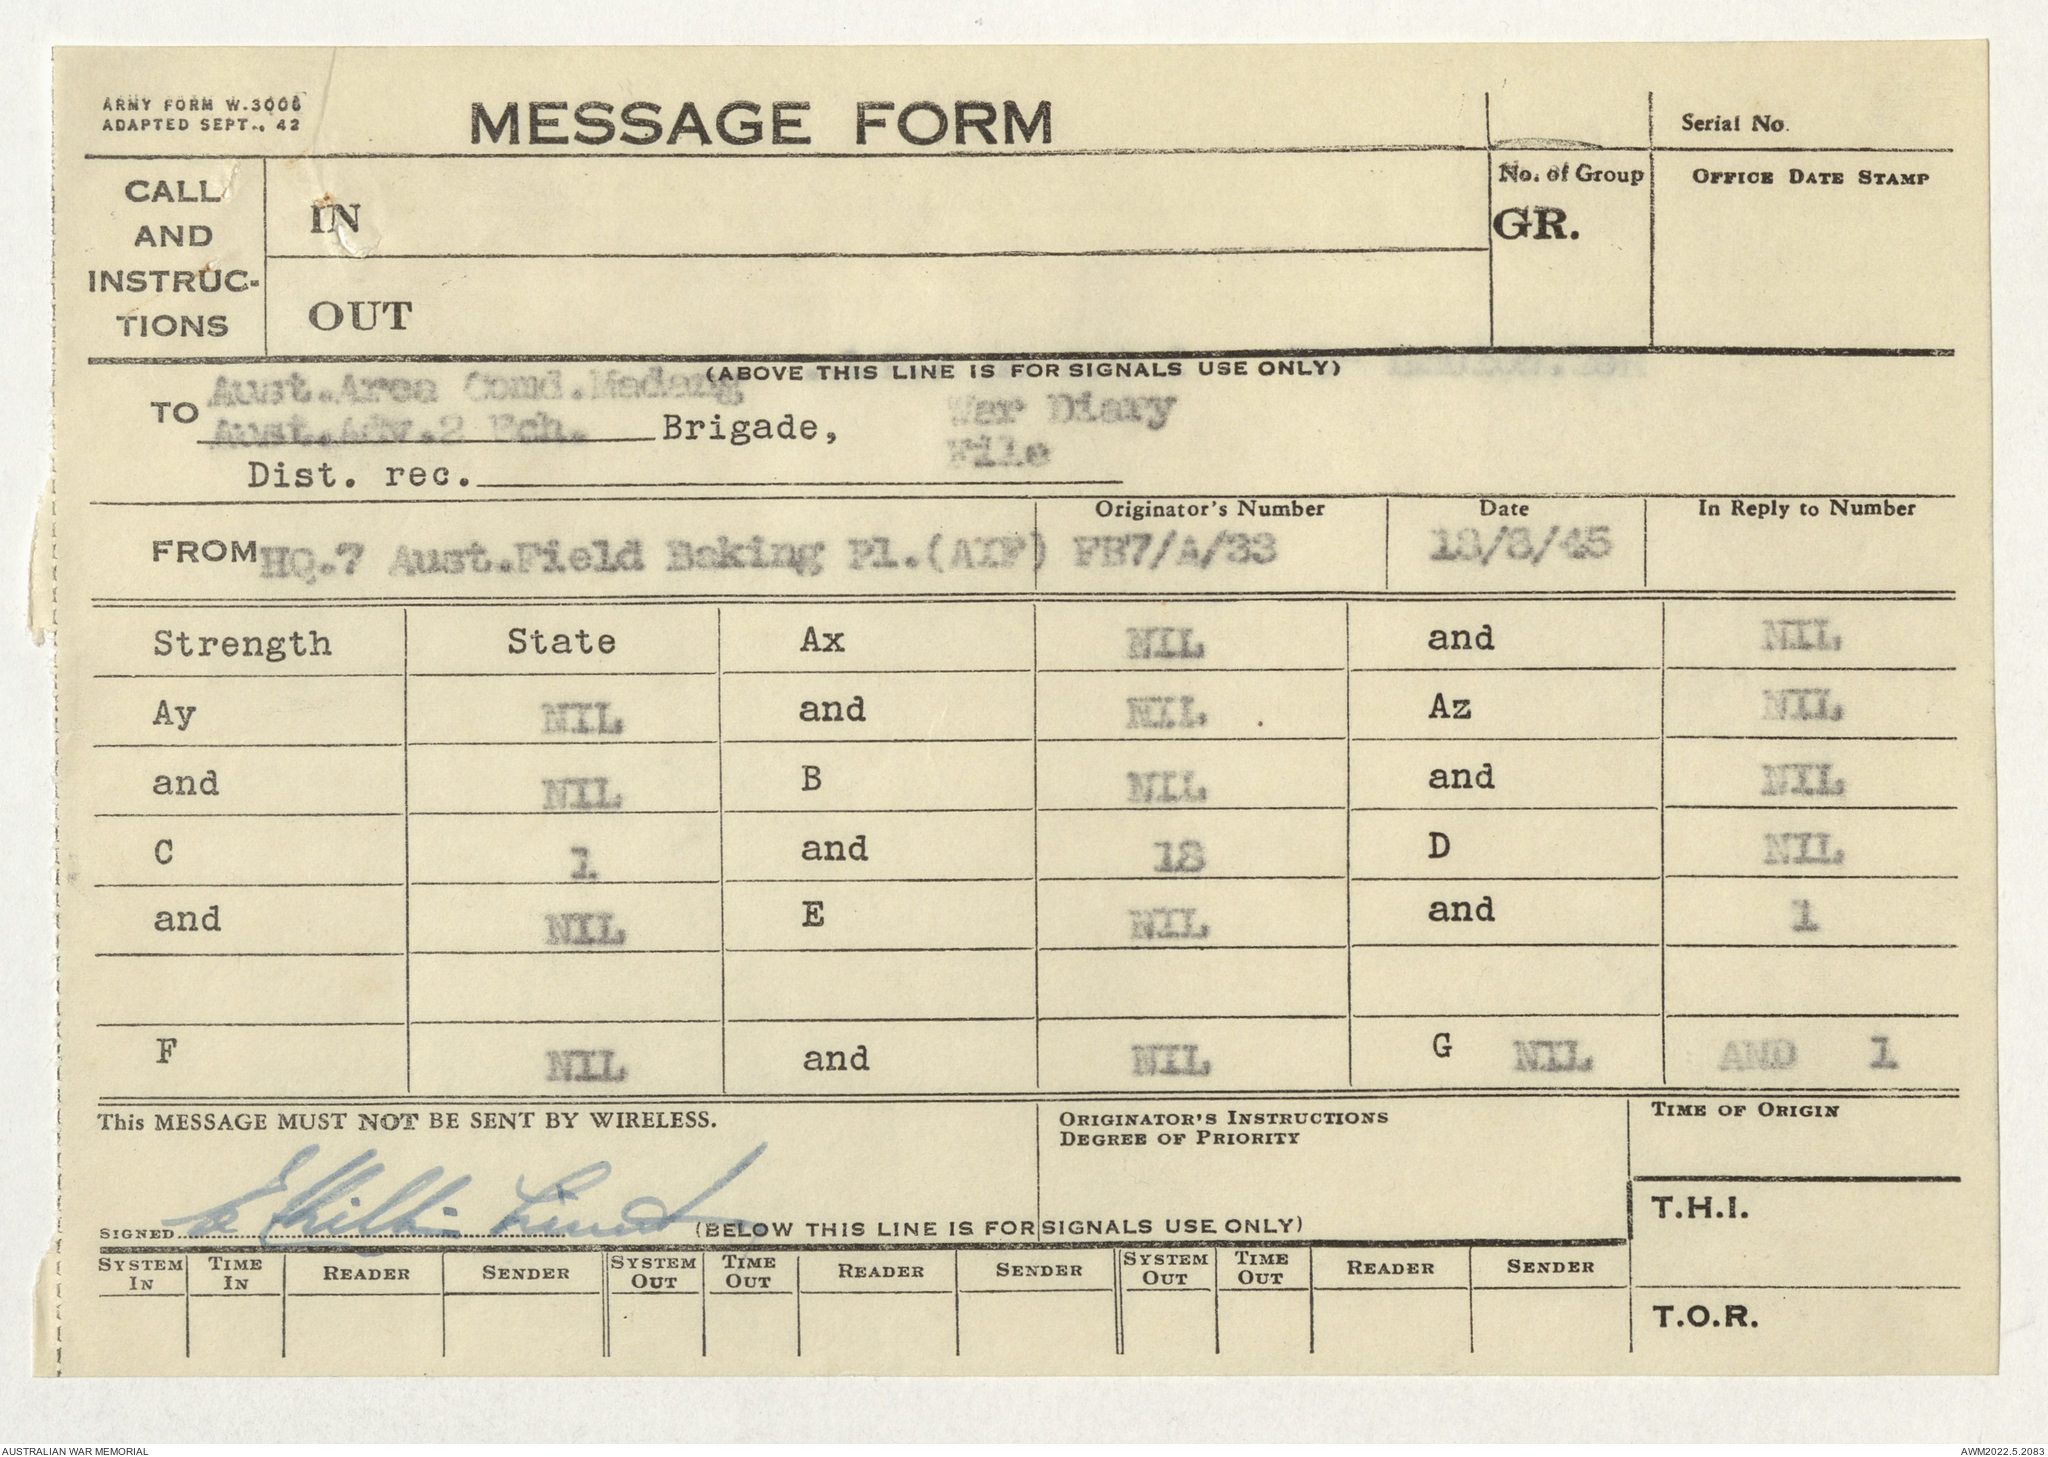 ARMY FORM W.3006
ADAPTED SEPT., 42
MESSAGE FORM
Serial No.
CALL
AND
INSTRUC-
TIONS
IN
OUT
No. of Group
GR.
OFFICE DATE STAMP
(ABOVE THIS LINE IS FOR SIGNALS USE ONLY)
TO Aust.Area Comd.Madang
Aust.Adv.2 Ech. Brigade,
War Diary
File
Dist. rec.
FROM HQ.7 Aust.Field Baking Pl.(AIF)
Originator's Number
FB7/A/33
Date
In Reply to Number
Strength State Ax NIL and NIL
Ay NIL and NIL Az NIL
and NIL B NIL and NIL
C 1 and 18 D NIL
and NIL E NIL and 1
F NIL and NIL G NIL AND 1
This MESSAGE MUST NOT BE SENT BY WIRELESS.
ORIGINATOR'S INSTRUCTIONS
DEGREE OF PRIORITY
TIME OF ORIGIN
SIGNED
(BELOW THIS LINE IS FOR SIGNALS USE ONLY)
T.H.I.
SYSTEM IN TIME IN READER SENDER SYSTEM OUT TIME OUT READER SENDER SYSTEM OUT TIME OUT READER SENDER
T.O.R.
AUSTRALIAN WAR MEMORIAL
AWM2022.5.2083